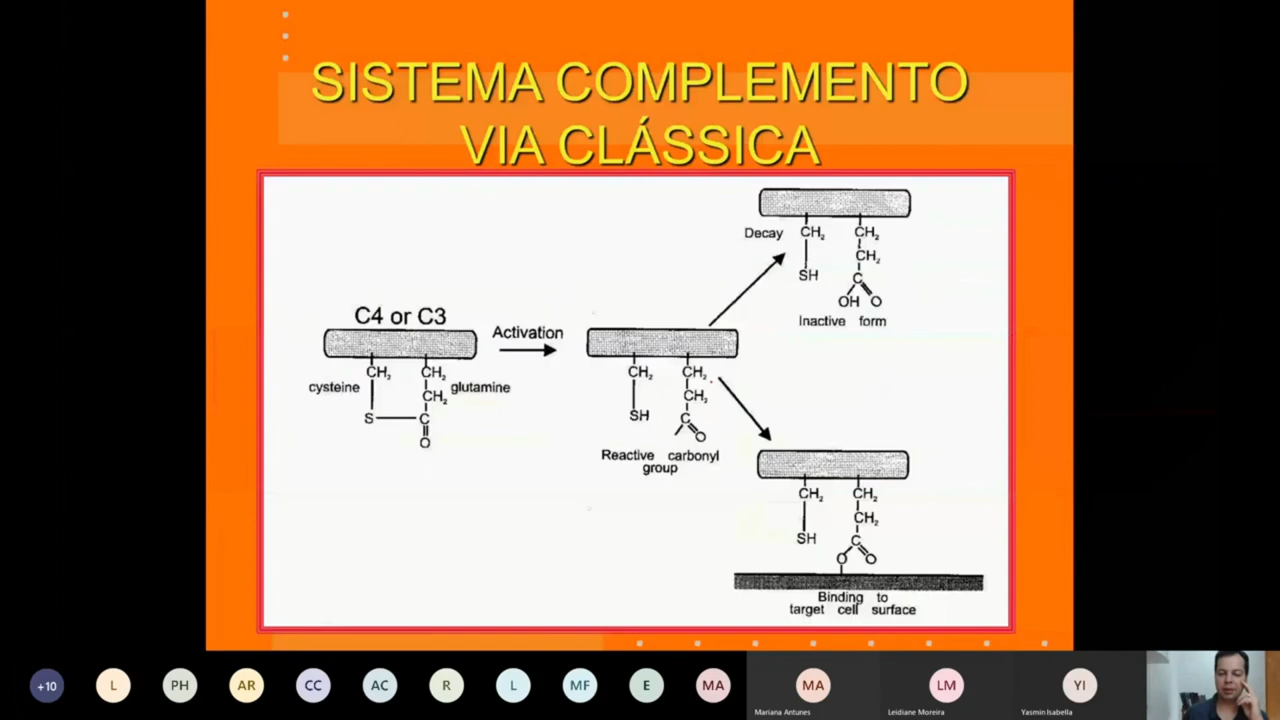 SISTEMA COMPLEMENTO
VIA CLÁSSICA
C4 or C3
cysteine
CH₂
CH₂
CH₂
glutamine
S
C
O
Activation
CH₂
SH
CH₂
CH₂
C
O
Reactive carbonyl
group
Decay
CH₂
SH
CH₂
CH₂
C
OH O
Inactive form
CH₂
SH
CH₂
CH₂
C
O O
Binding to
target cell surface
+10
L
PH
AR
CC
AC
R
L
MF
E
MA
MA
Mariana Antunes
LM
Leidiane Moreira
YI
Yasmin Isabella